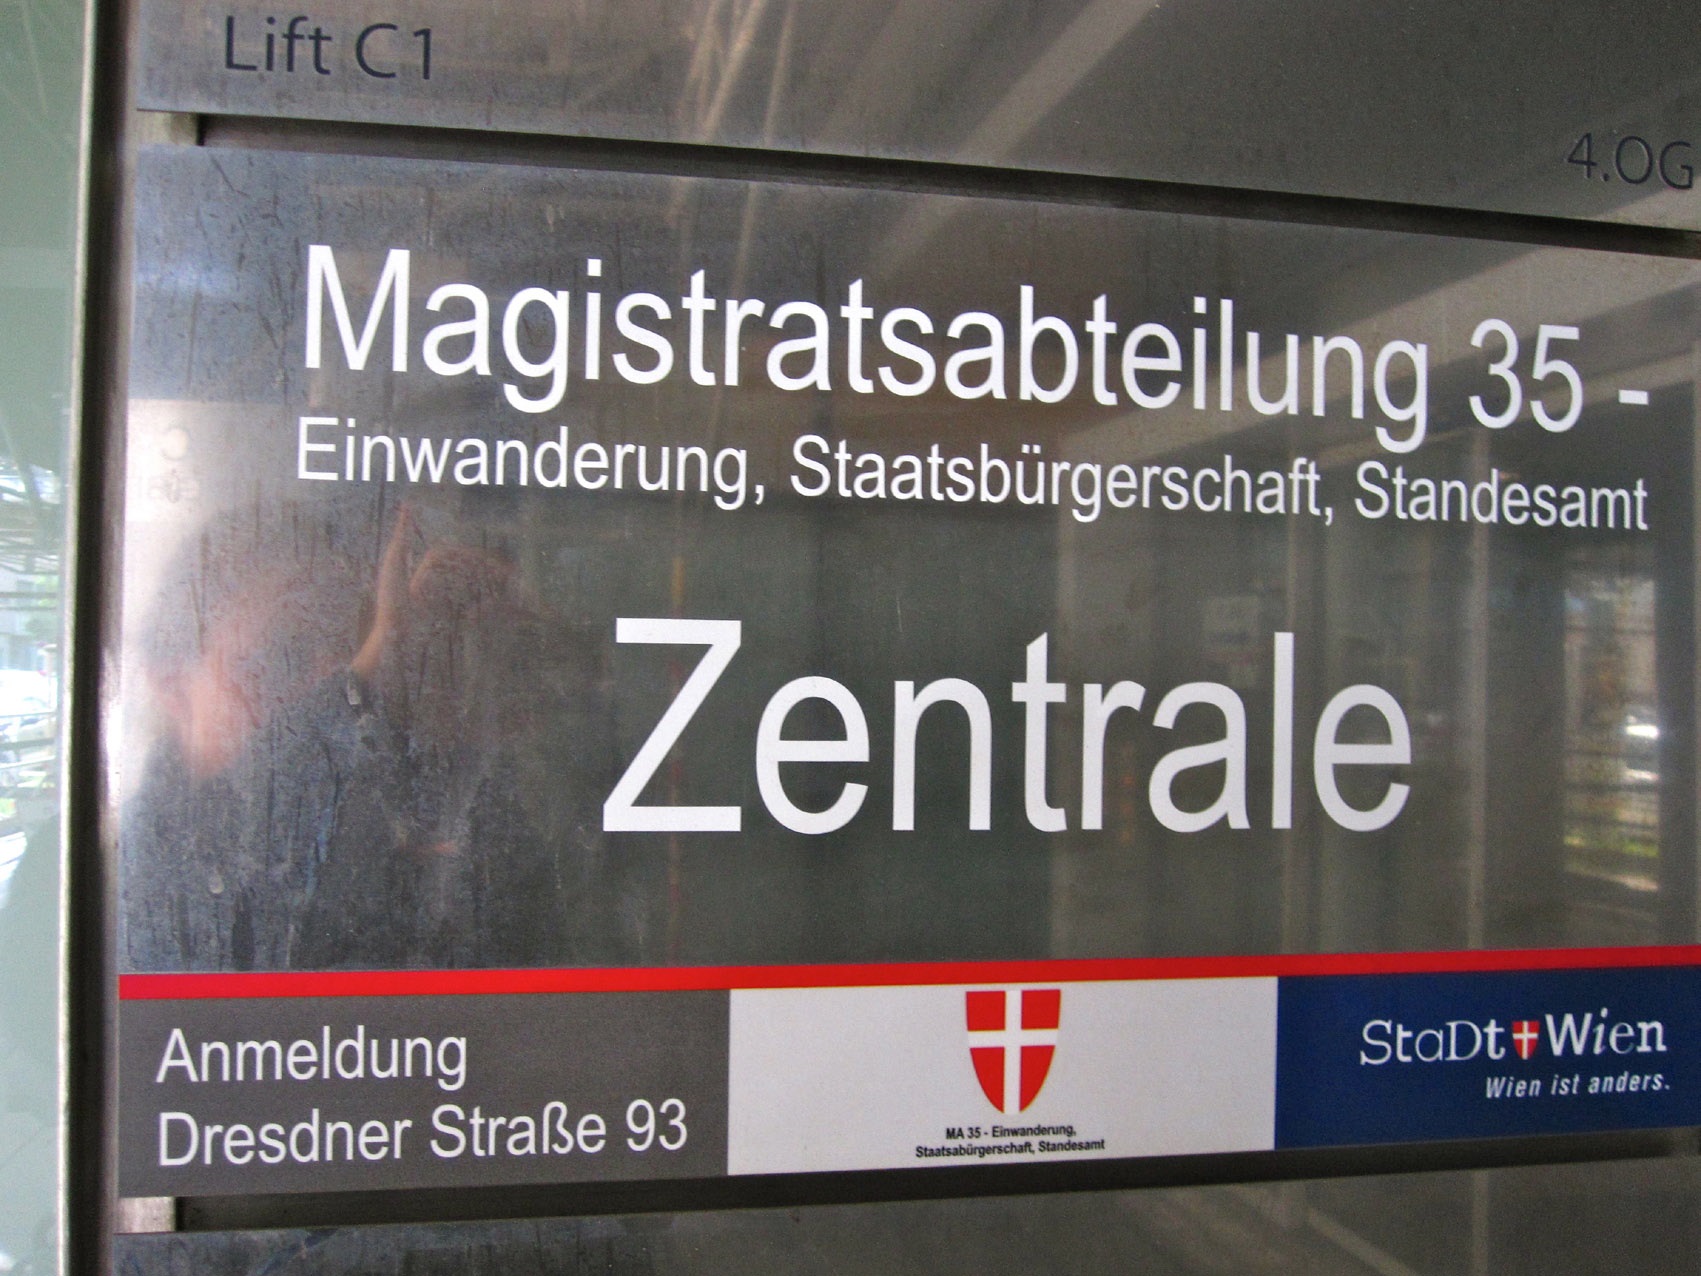 Lift C1
4.OG
Magistratsabteilung 35 -
Einwanderung, Staatsbürgerschaft, Standesamt
Zentrale
Anmeldung
Dresdner Straße 93
MA 35 - Einwanderung,
Staatsabürgerschaft, Standesamt
StaDt Wien
Wien ist anders.